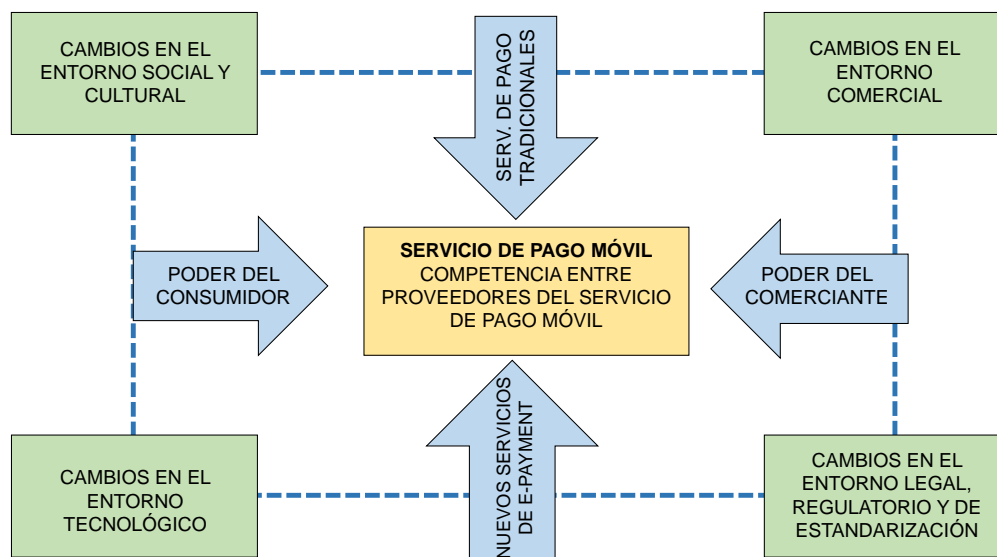 CAMBIOS EN EL
ENTORNO SOCIAL Y
CULTURAL
SERV. DE PAGO
TRADICIONALES
CAMBIOS EN EL
ENTORNO
COMERCIAL
PODER DEL
CONSUMIDOR
SERVICIO DE PAGO MÓVIL
COMPETENCIA ENTRE
PROVEEDORES DEL SERVICIO
DE PAGO MÓVIL
PODER DEL
COMERCIANTE
CAMBIOS EN EL
ENTORNO
TECNOLÓGICO
NUEVOS SERVICIOS
DE E-PAYMENT
CAMBIOS EN EL
ENTORNO LEGAL,
REGULATORIO Y DE
ESTANDARIZACIÓN